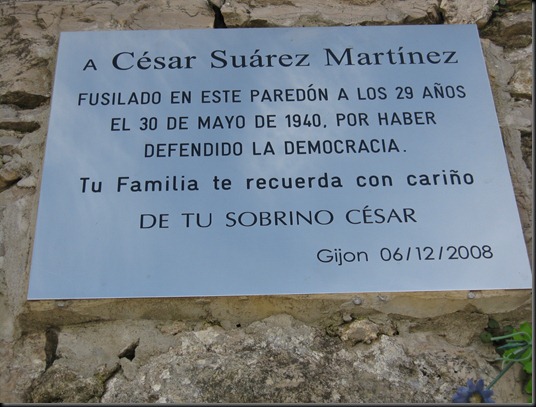 A César Suárez Martínez
FUSILADO EN ESTE PAREDÓN A LOS 29 AÑOS
EL 30 DE MAYO DE 1940, POR HABER
DEFENDIDO LA DEMOCRACIA.
Tu Familia te recuerda con cariño
DE TU SOBRINO CÉSAR
Gijon 06/12/2008